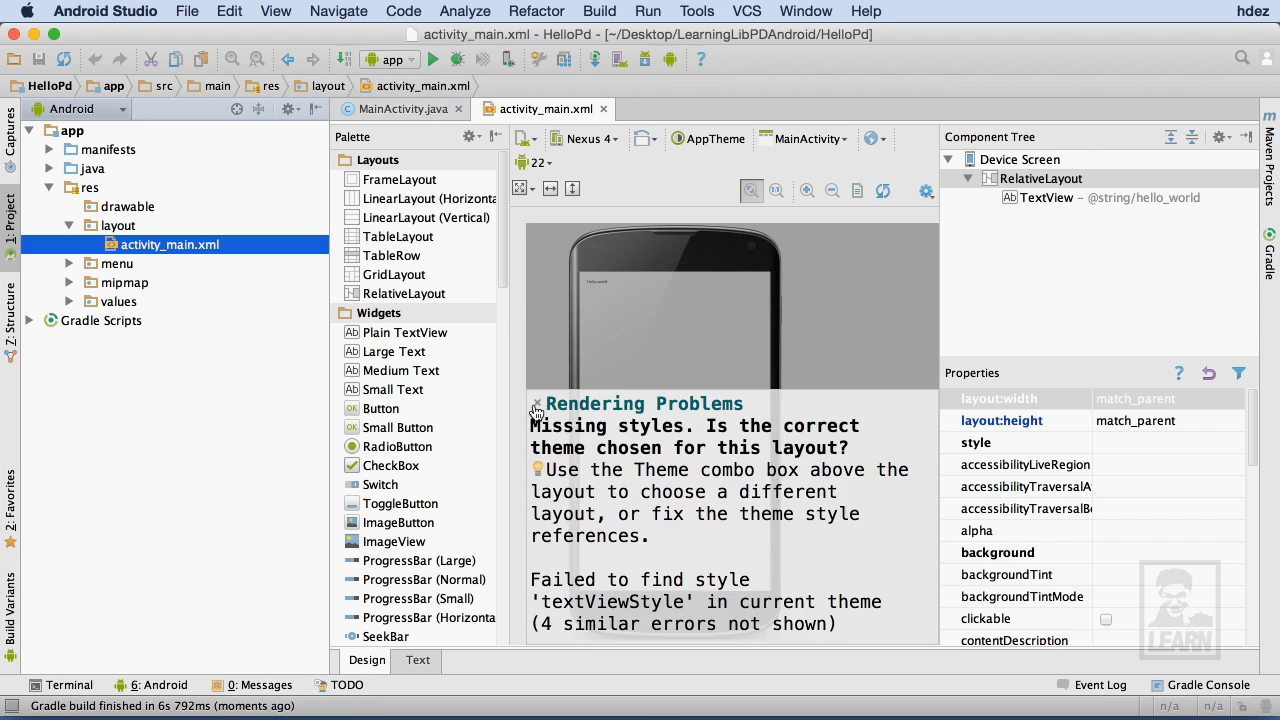 Android Studio File Edit View Navigate Code Analyze Refactor Build Run Tools VCS Window Help hdez
activity_main.xml - HelloPd - [~/Desktop/LearningLibPDAndroid/HelloPd]
app
HelloPd app src main res layout activity_main.xml
Android
MainActivity.java activity_main.xml
Captures
1: Project
Z: Structure
2: Favorites
Build Variants
app
manifests
java
res
drawable
layout
activity_main.xml
menu
mipmap
values
Gradle Scripts
Palette
Layouts
FrameLayout
LinearLayout (Horizonta
LinearLayout (Vertical)
TableLayout
TableRow
GridLayout
RelativeLayout
Widgets
Ab Plain TextView
Ab Large Text
Ab Medium Text
Ab Small Text
OK Button
OK Small Button
RadioButton
CheckBox
Switch
ToggleButton
ImageButton
ImageView
ProgressBar (Large)
ProgressBar (Normal)
ProgressBar (Small)
ProgressBar (Horizonta
SeekBar
Nexus 4 AppTheme MainActivity
22
Hello world!
Rendering Problems
Missing styles. Is the correct
theme chosen for this layout?
Use the Theme combo box above the
layout to choose a different
layout, or fix the theme style
references.
Failed to find style
'textViewStyle' in current theme
(4 similar errors not shown)
Component Tree
Device Screen
RelativeLayout
Ab TextView - @string/hello_world
Properties
layout:width match_parent
layout:height match_parent
style
accessibilityLiveRegion
accessibilityTraversalA
accessibilityTraversalBe
alpha
background
backgroundTint
backgroundTintMode
clickable
contentDescription
LEARN
Maven Projects
Gradle
Design Text
Terminal 6: Android 0: Messages TODO Event Log Gradle Console
Gradle build finished in 6s 792ms (moments ago) n/a n/a